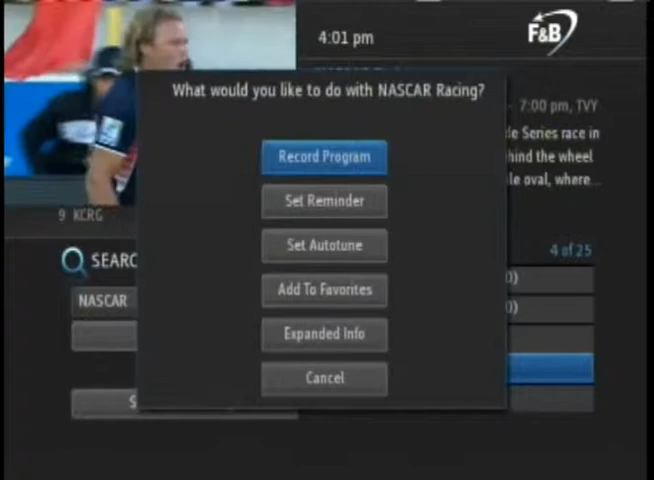 4:01 pm
F&B
What would you like to do with NASCAR Racing?
- 7:00 pm, TVY
Record Program
le Series race in
hind the wheel
le oval, where...
Set Reminder
9 KCRG
Set Autotune
4 of 25
SEARC
Add To Favorites
NASCAR
Expanded Info
Cancel
S